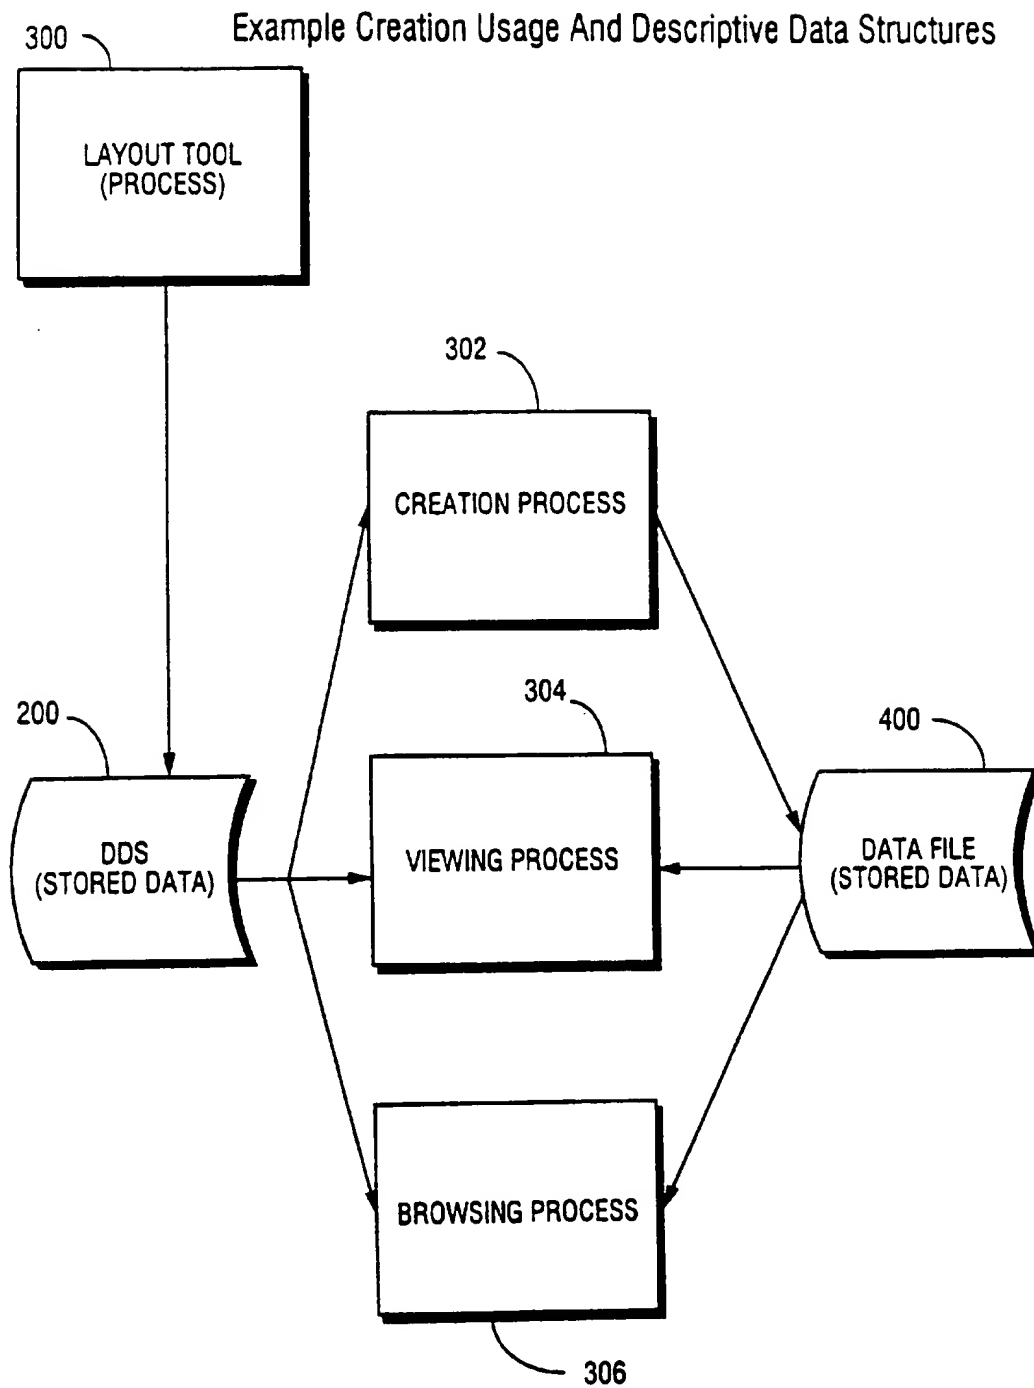 Example Creation Usage And Descriptive Data Structures
300
LAYOUT TOOL
(PROCESS)
302
CREATION PROCESS
200
DDS
(STORED DATA)
304
VIEWING PROCESS
400
DATA FILE
(STORED DATA)
BROWSING PROCESS
306